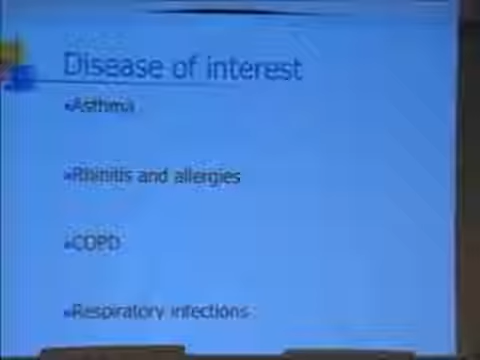 Disease of interest
Asthma
Rhinitis and allergies
COPD
Respiratory infections